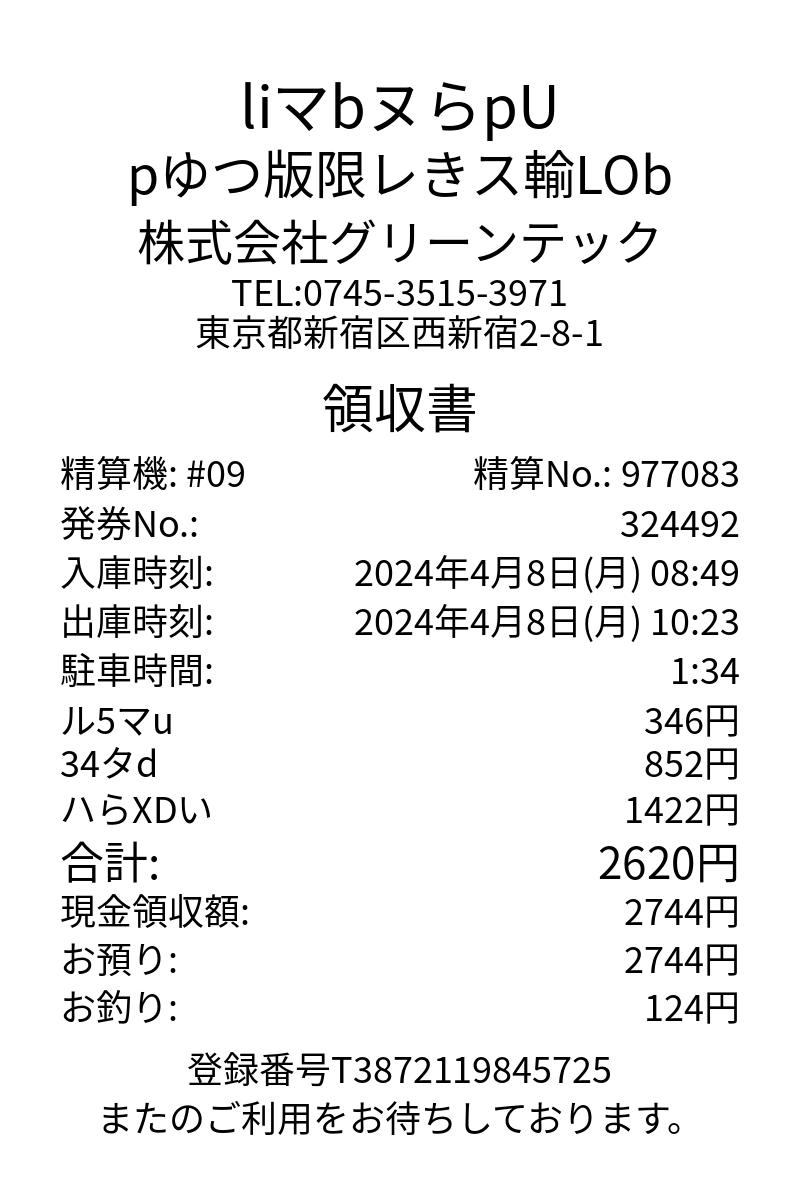 liマbヌらpU
pゆつ版限レきス輸LOb
株式会社グリーンテック
TEL:0745-3515-3971
東京都新宿区西新宿2-8-1
領収書
精算機: #09 精算No.: 977083
発券No.: 324492
入庫時刻: 2024年4月8日(月) 08:49
出庫時刻: 2024年4月8日(月) 10:23
駐車時間: 1:34
ル5マu 346円
34タd 852円
ハらXDい 1422円
合計: 2620円
現金領収額: 2744円
お預り: 2744円
お釣り: 124円
登録番号T3872119845725
またのご利用をお待ちしております。